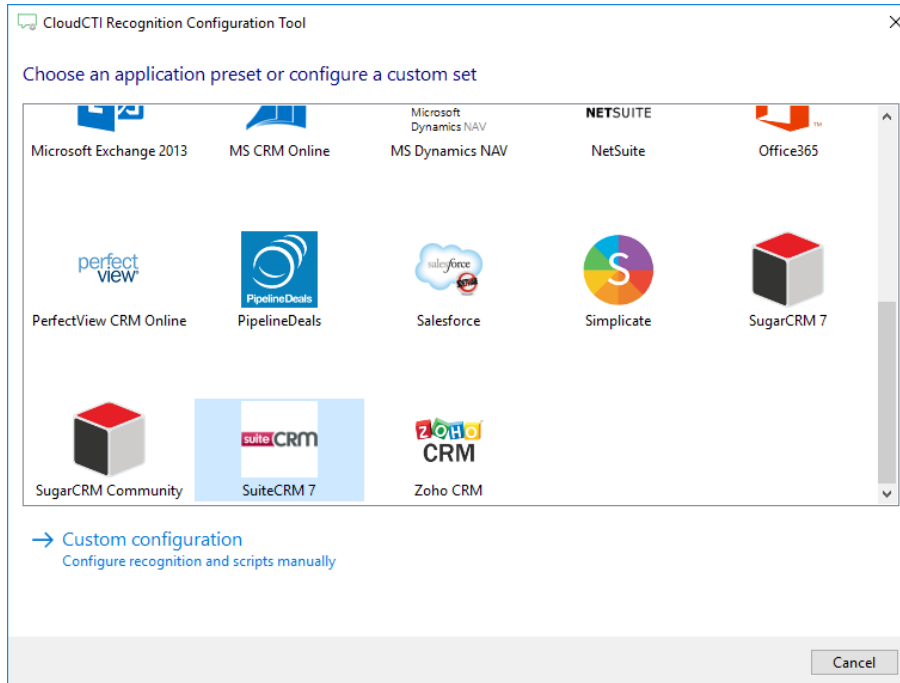 CloudCTI Recognition Configuration Tool
Choose an application preset or configure a custom set
Microsoft
Dynamics NAV
NETSUITE
TM
Microsoft Exchange 2013
MS CRM Online
MS Dynamics NAV
NetSuite
Office365
perfect
view
PipelineDeals
salesforce
S
PerfectView CRM Online
PipelineDeals
Salesforce
Simplicate
SugarCRM 7
suiteCRM
ZOHO
CRM
SugarCRM Community
SuiteCRM 7
Zoho CRM
Custom configuration
Configure recognition and scripts manually
Cancel